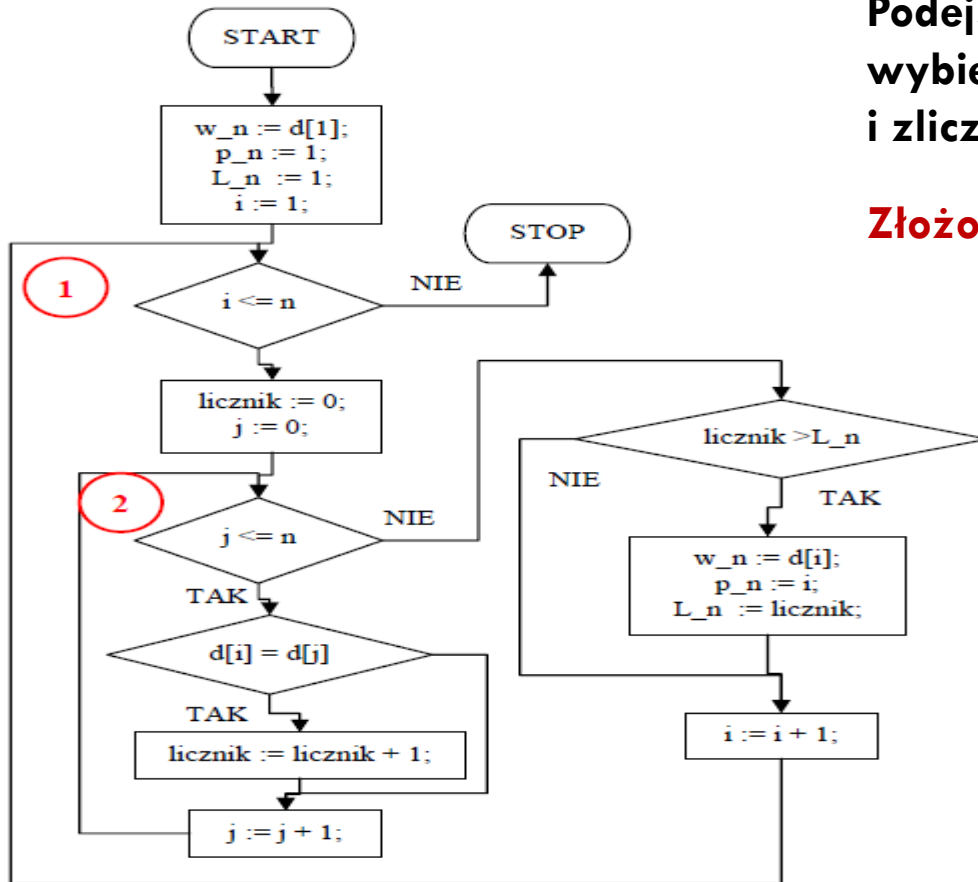 START
w_n := d[1];
p_n := 1;
L_n := 1;
i := 1;
STOP
1
i <= n
NIE
licznik := 0;
j := 0;
2
j <= n
NIE
TAK
d[i] = d[j]
TAK
licznik := licznik + 1;
j := j + 1;
licznik >L_n
NIE
TAK
w_n := d[i];
p_n := i;
L_n := licznik;
i := i + 1;
Podej
wybie
i zlicz
Złożo